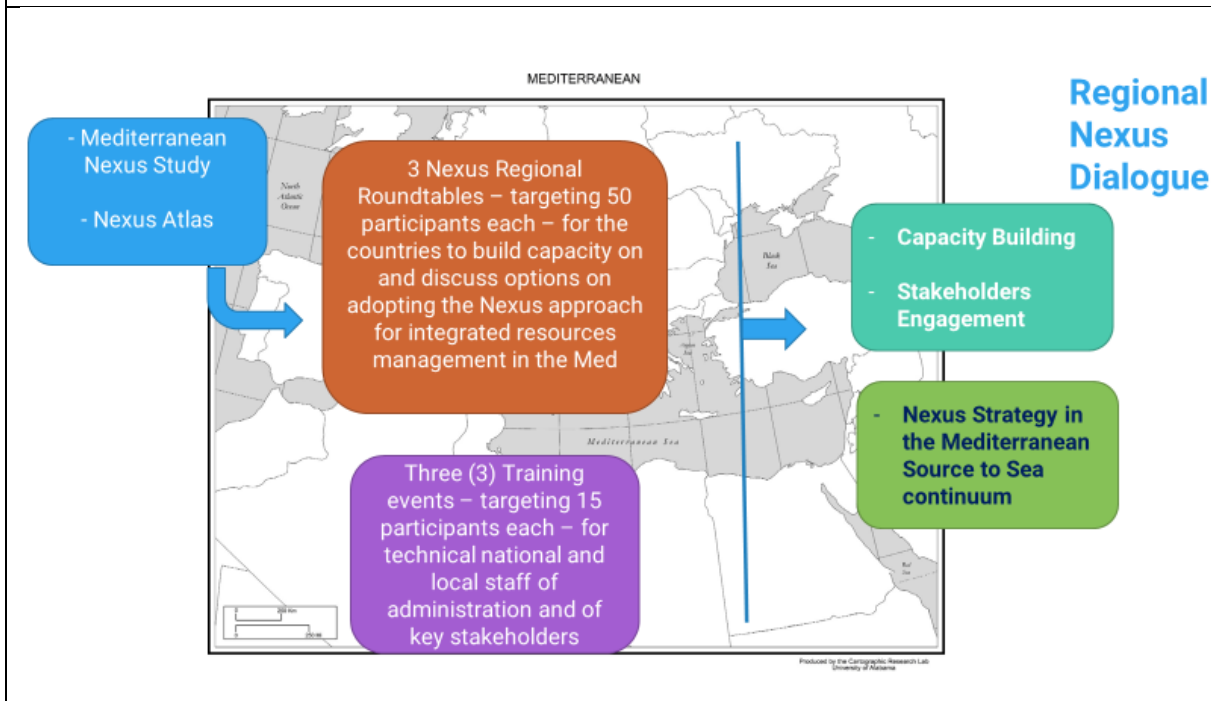 MEDITERRANEAN
Regional
Nexus
Dialogue
- Mediterranean
Nexus Study
- Nexus Atlas
North
Atlantic
Ocean
3 Nexus Regional
Roundtables – targeting 50
participants each – for the
countries to build capacity on
and discuss options on
adopting the Nexus approach
for integrated resources
management in the Med
Black
Sea
- Capacity Building
- Stakeholders
Engagement
Mediterranean Sea
- Nexus Strategy in
the Mediterranean
Source to Sea
continuum
Three (3) Training
events – targeting 15
participants each – for
technical national and
local staff of
administration and of
key stakeholders
Red
Sea
Produced by the Cartographic Research Lab
University of Alabama